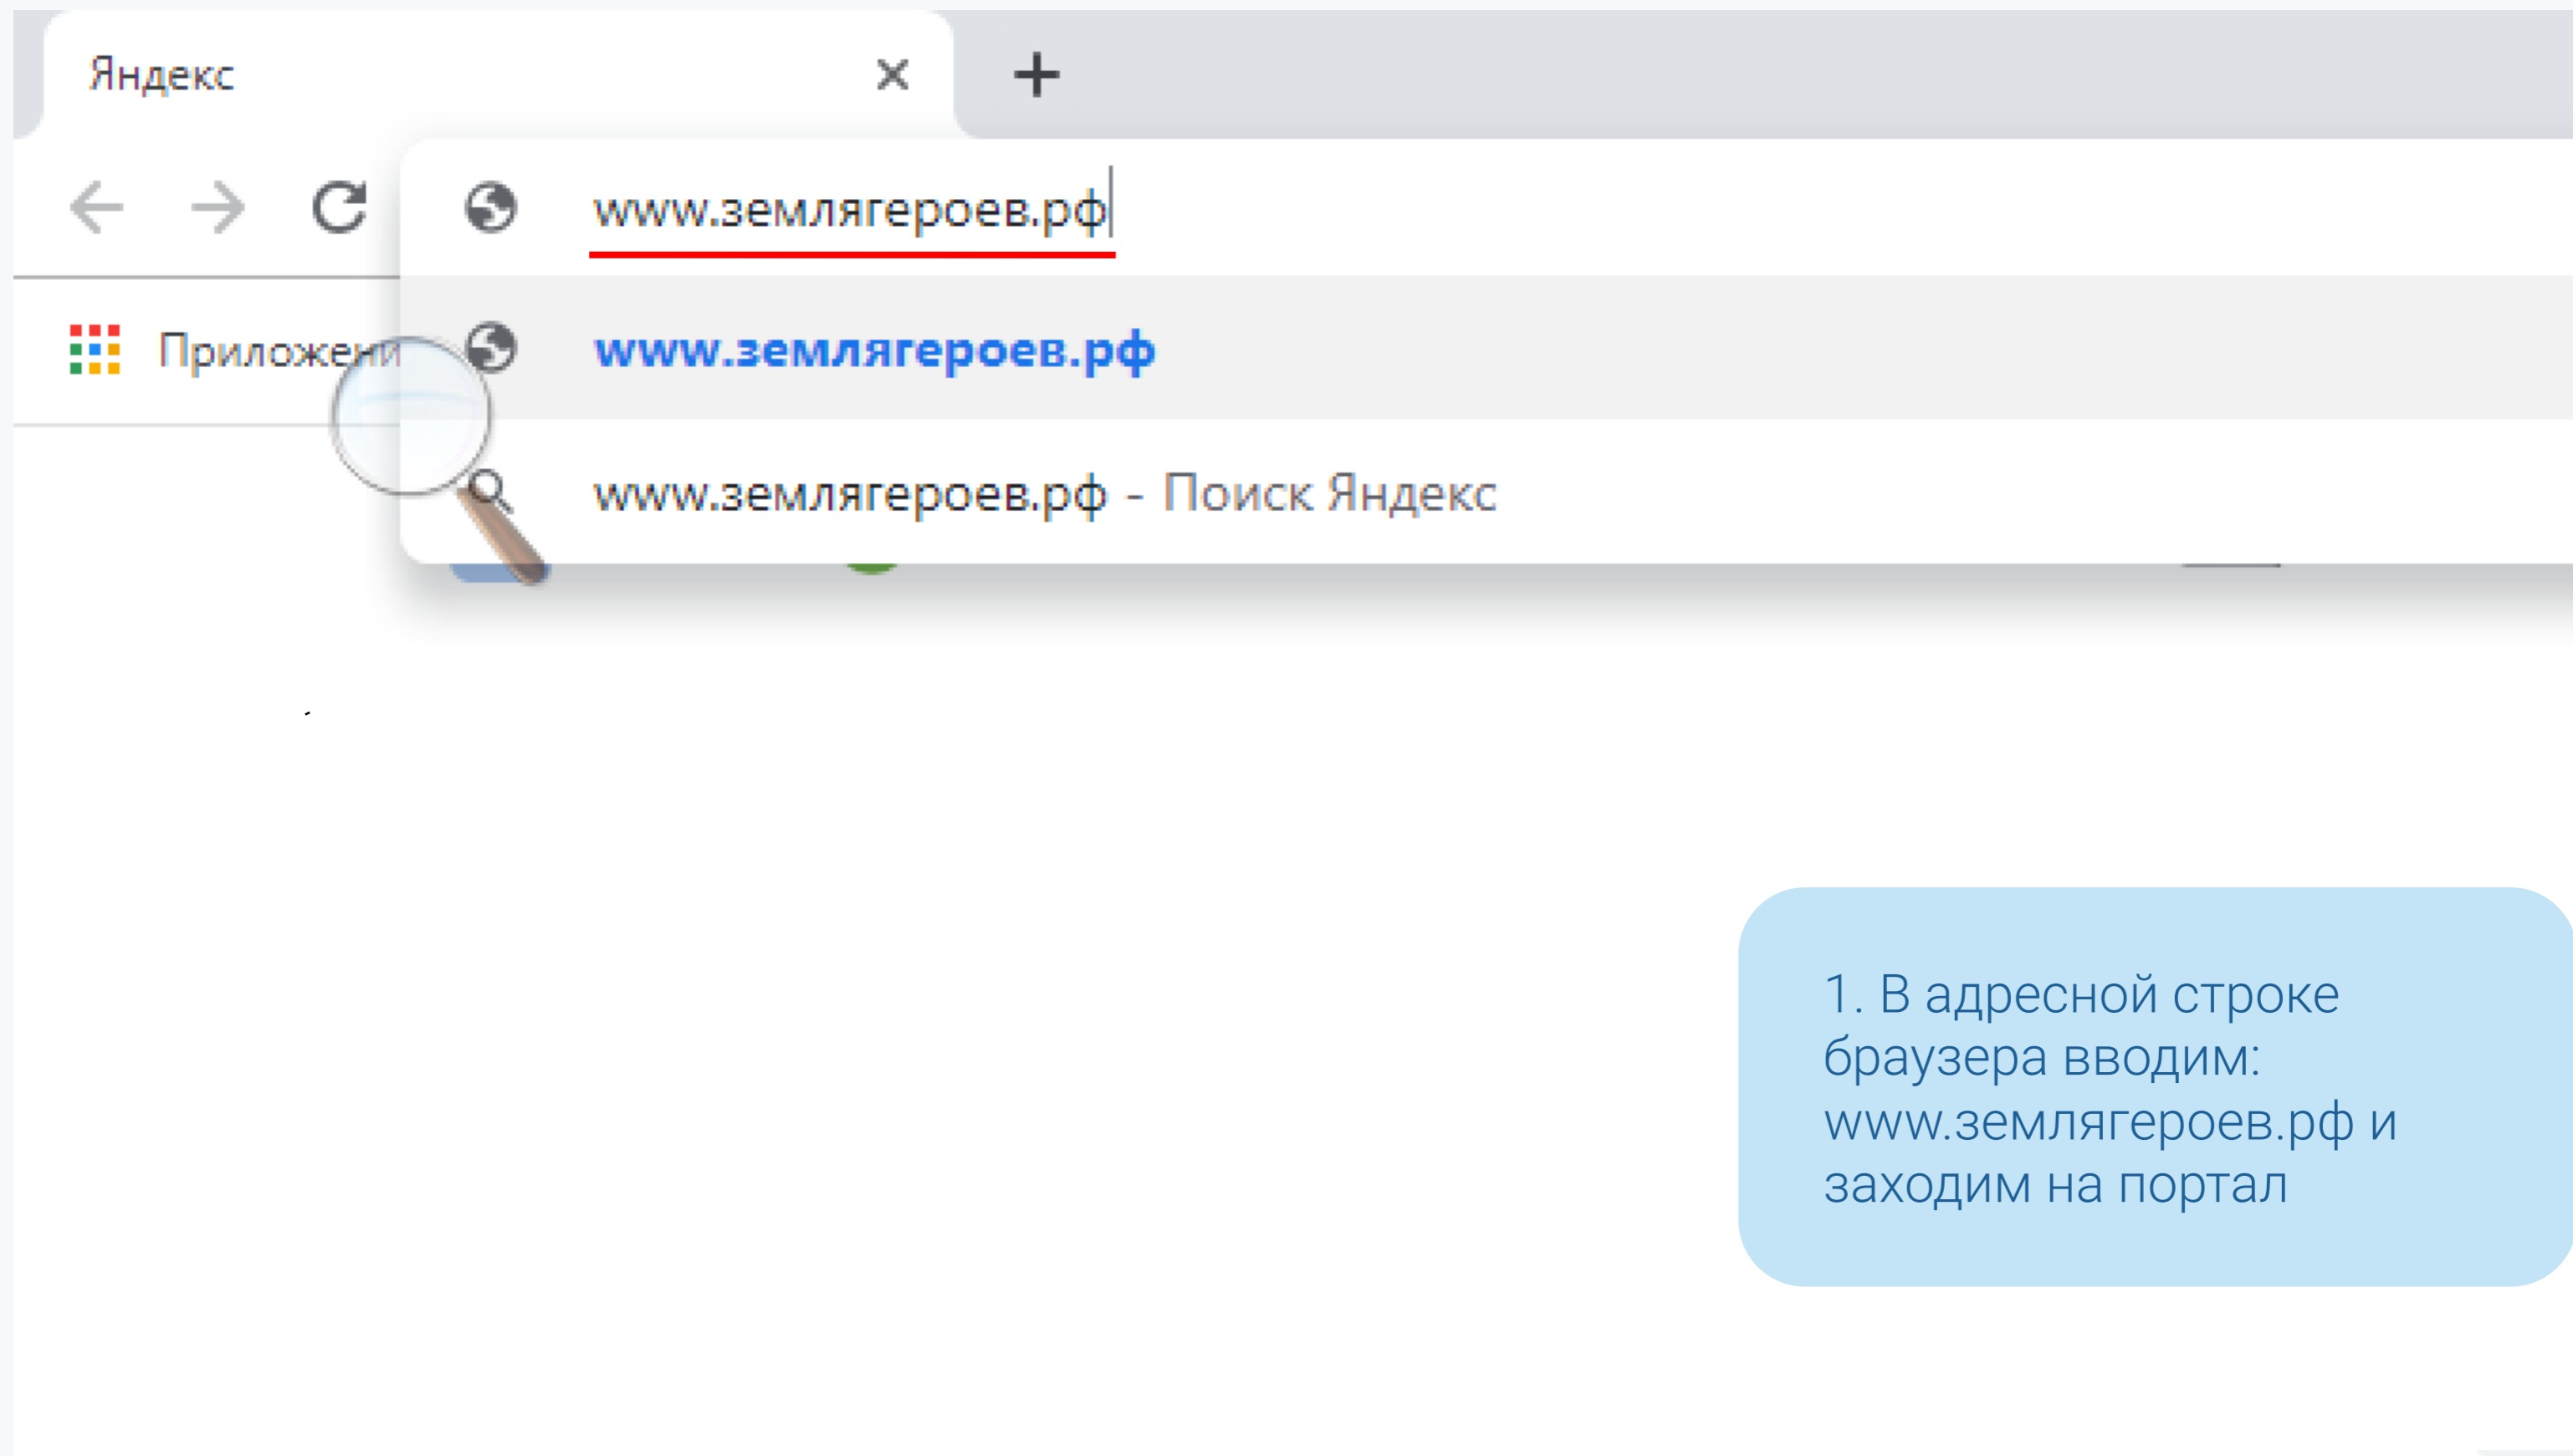 Яндекс
www.землягероев.рф
Приложени
www.землягероев.рф
www.землягероев.рф - Поиск Яндекс
1. В адресной строке
браузера вводим:
www.землягероев.рф и
заходим на портал